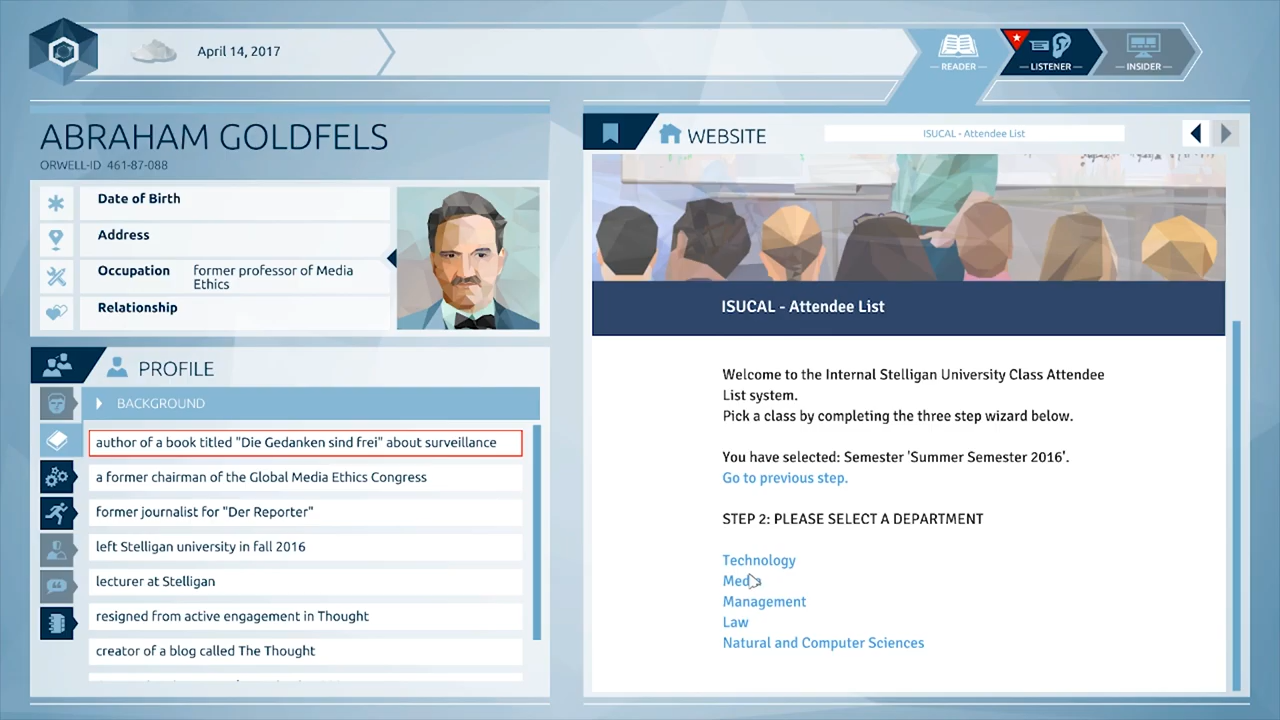 April 14, 2017
READER
LISTENER
INSIDER
ABRAHAM GOLDFELS
ORWELL-ID 461-87-088
Date of Birth
Address
Occupation former professor of Media
Ethics
Relationship
PROFILE
BACKGROUND
author of a book titled "Die Gedanken sind frei" about surveillance
a former chairman of the Global Media Ethics Congress
former journalist for "Der Reporter"
left Stelligan university in fall 2016
lecturer at Stelligan
resigned from active engagement in Thought
creator of a blog called The Thought
WEBSITE
ISUCAL - Attendee List
ISUCAL - Attendee List
Welcome to the Internal Stelligan University Class Attendee
List system.
Pick a class by completing the three step wizard below.
You have selected: Semester 'Summer Semester 2016'.
Go to previous step.
STEP 2: PLEASE SELECT A DEPARTMENT
Technology
Media
Management
Law
Natural and Computer Sciences